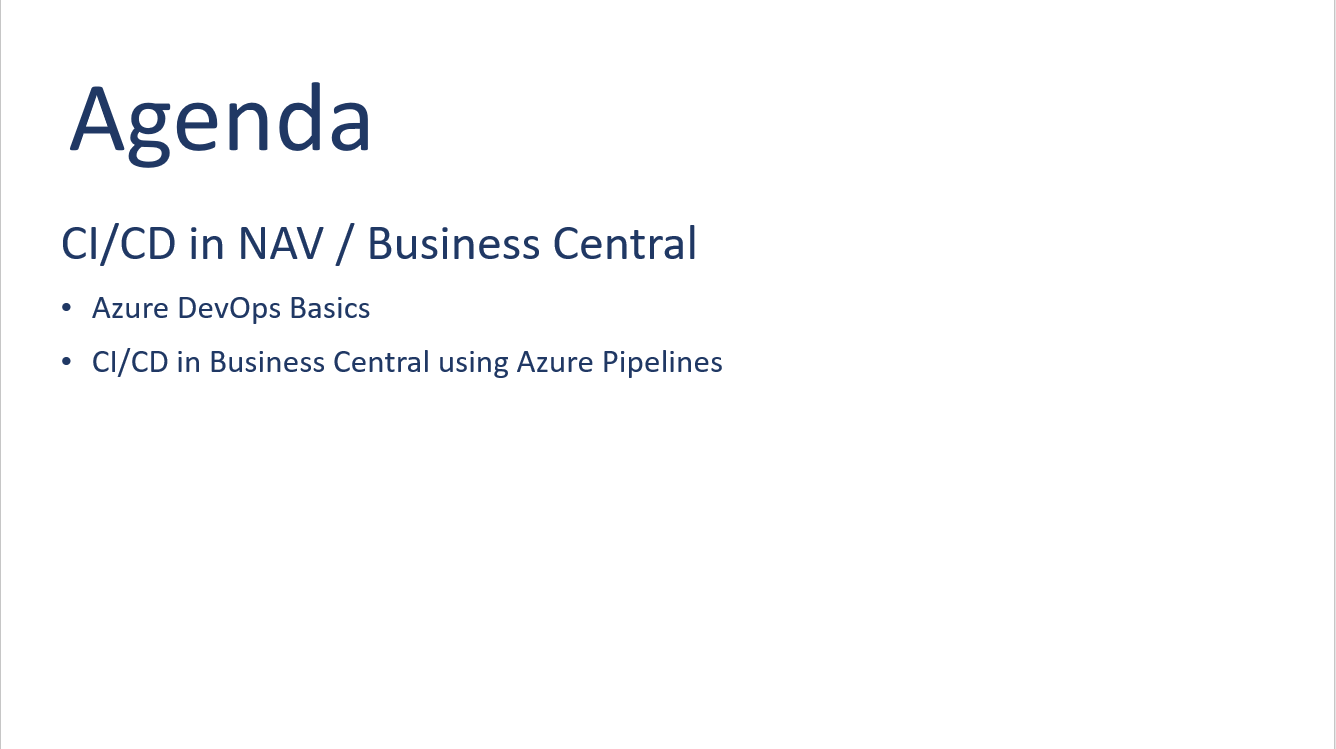 Agenda
CI/CD in NAV / Business Central
• Azure DevOps Basics
• CI/CD in Business Central using Azure Pipelines